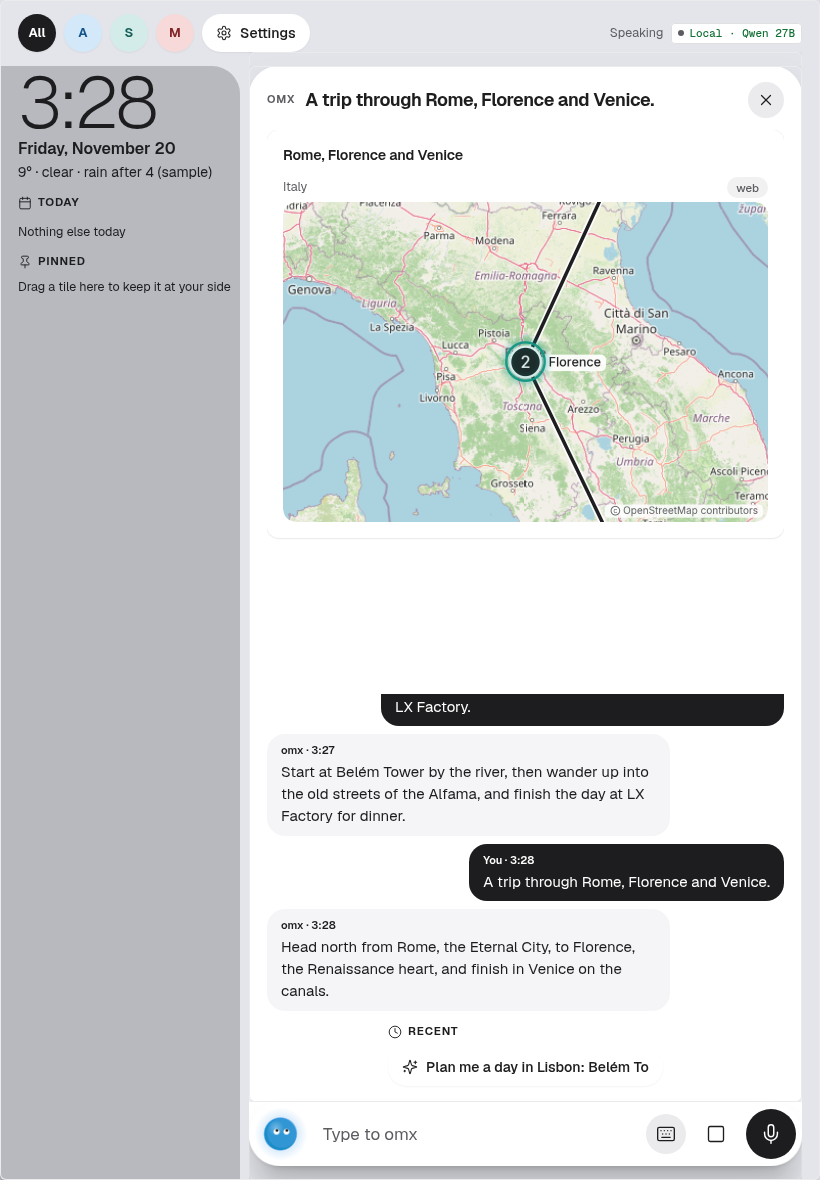 All
A
S
M
Settings
Speaking
Local · Qwen 27B
3:28
Friday, November 20
9° · clear · rain after 4 (sample)
TODAY
Nothing else today
PINNED
Drag a tile here to keep it at your side
OMX
A trip through Rome, Florence and Venice.
Rome, Florence and Venice
Italy
web
Piacenza
Rovigo
Ferrara
Parma
Modena
Emilia-Romagna
Ravenna
Genova
Liguria
La Spezia
Città di San
Marino
Pistoia
Lucca
Pesaro
2
Florence
Pisa
Ancona
Livorno
Toscana
Arezzo
Marche
Siena
Perugia
Umbria
Ascoli Picen
Grosseto
Teramo
© OpenStreetMap contributors
LX Factory.
omx · 3:27
Start at Belém Tower by the river, then wander up into
the old streets of the Alfama, and finish the day at LX
Factory for dinner.
You · 3:28
A trip through Rome, Florence and Venice.
omx · 3:28
Head north from Rome, the Eternal City, to Florence,
the Renaissance heart, and finish in Venice on the
canals.
RECENT
Plan me a day in Lisbon: Belém To
Type to omx